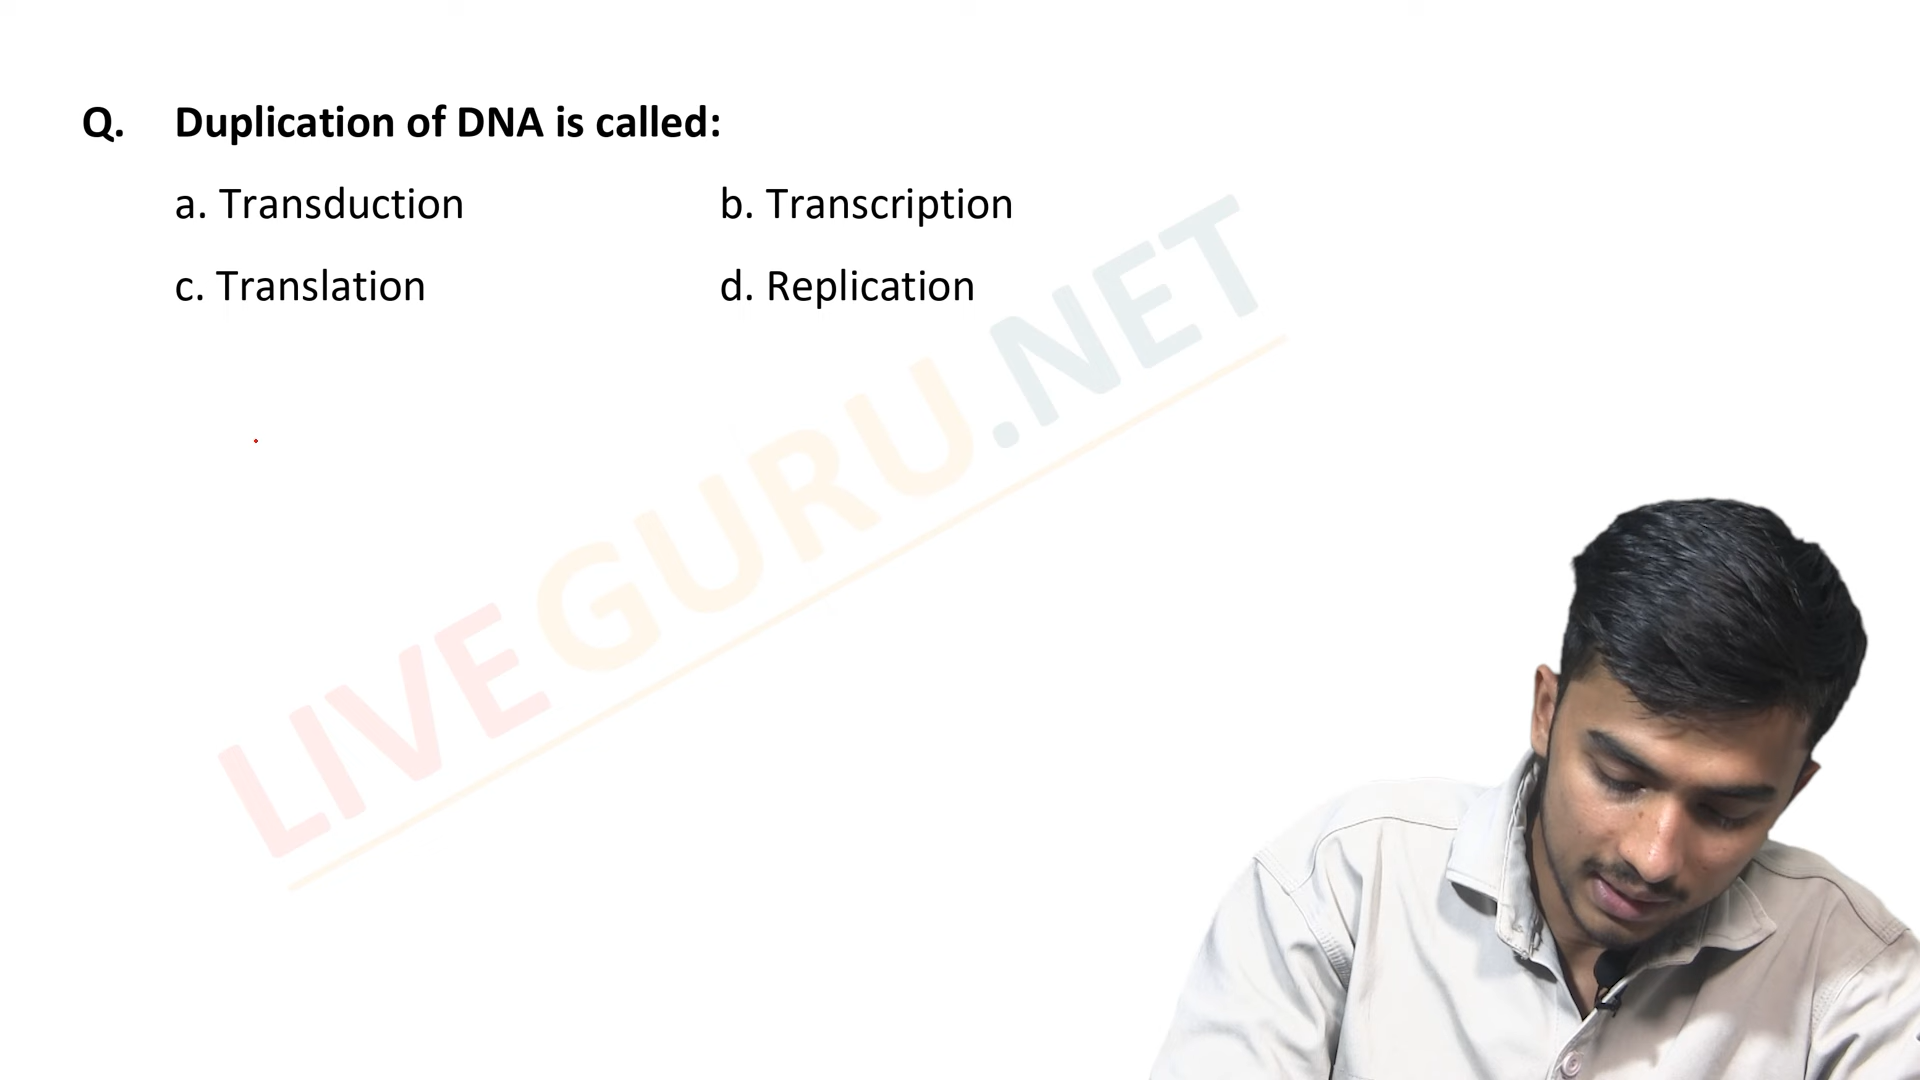 Q. Duplication of DNA is called:
a. Transduction b. Transcription
c. Translation d. Replication
LIVEGURU.NET